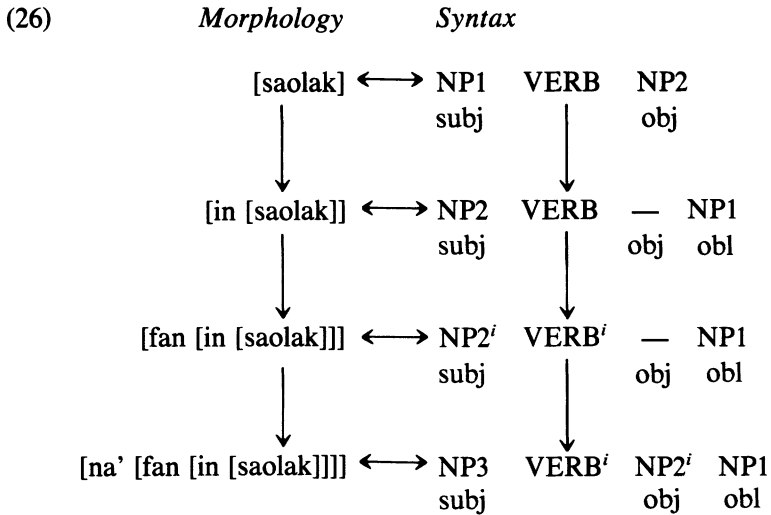 (26) Morphology Syntax
[saolak] ↔ NP1 VERB NP2
subj obj
[in [saolak]] ↔ NP2 VERB — NP1
subj obj obl
[fan [in [saolak]]] ↔ NP2ⁱ VERBⁱ — NP1
subj obj obl
[na’ [fan [in [saolak]]]] ↔ NP3 VERBⁱ NP2ⁱ NP1
subj obj obl